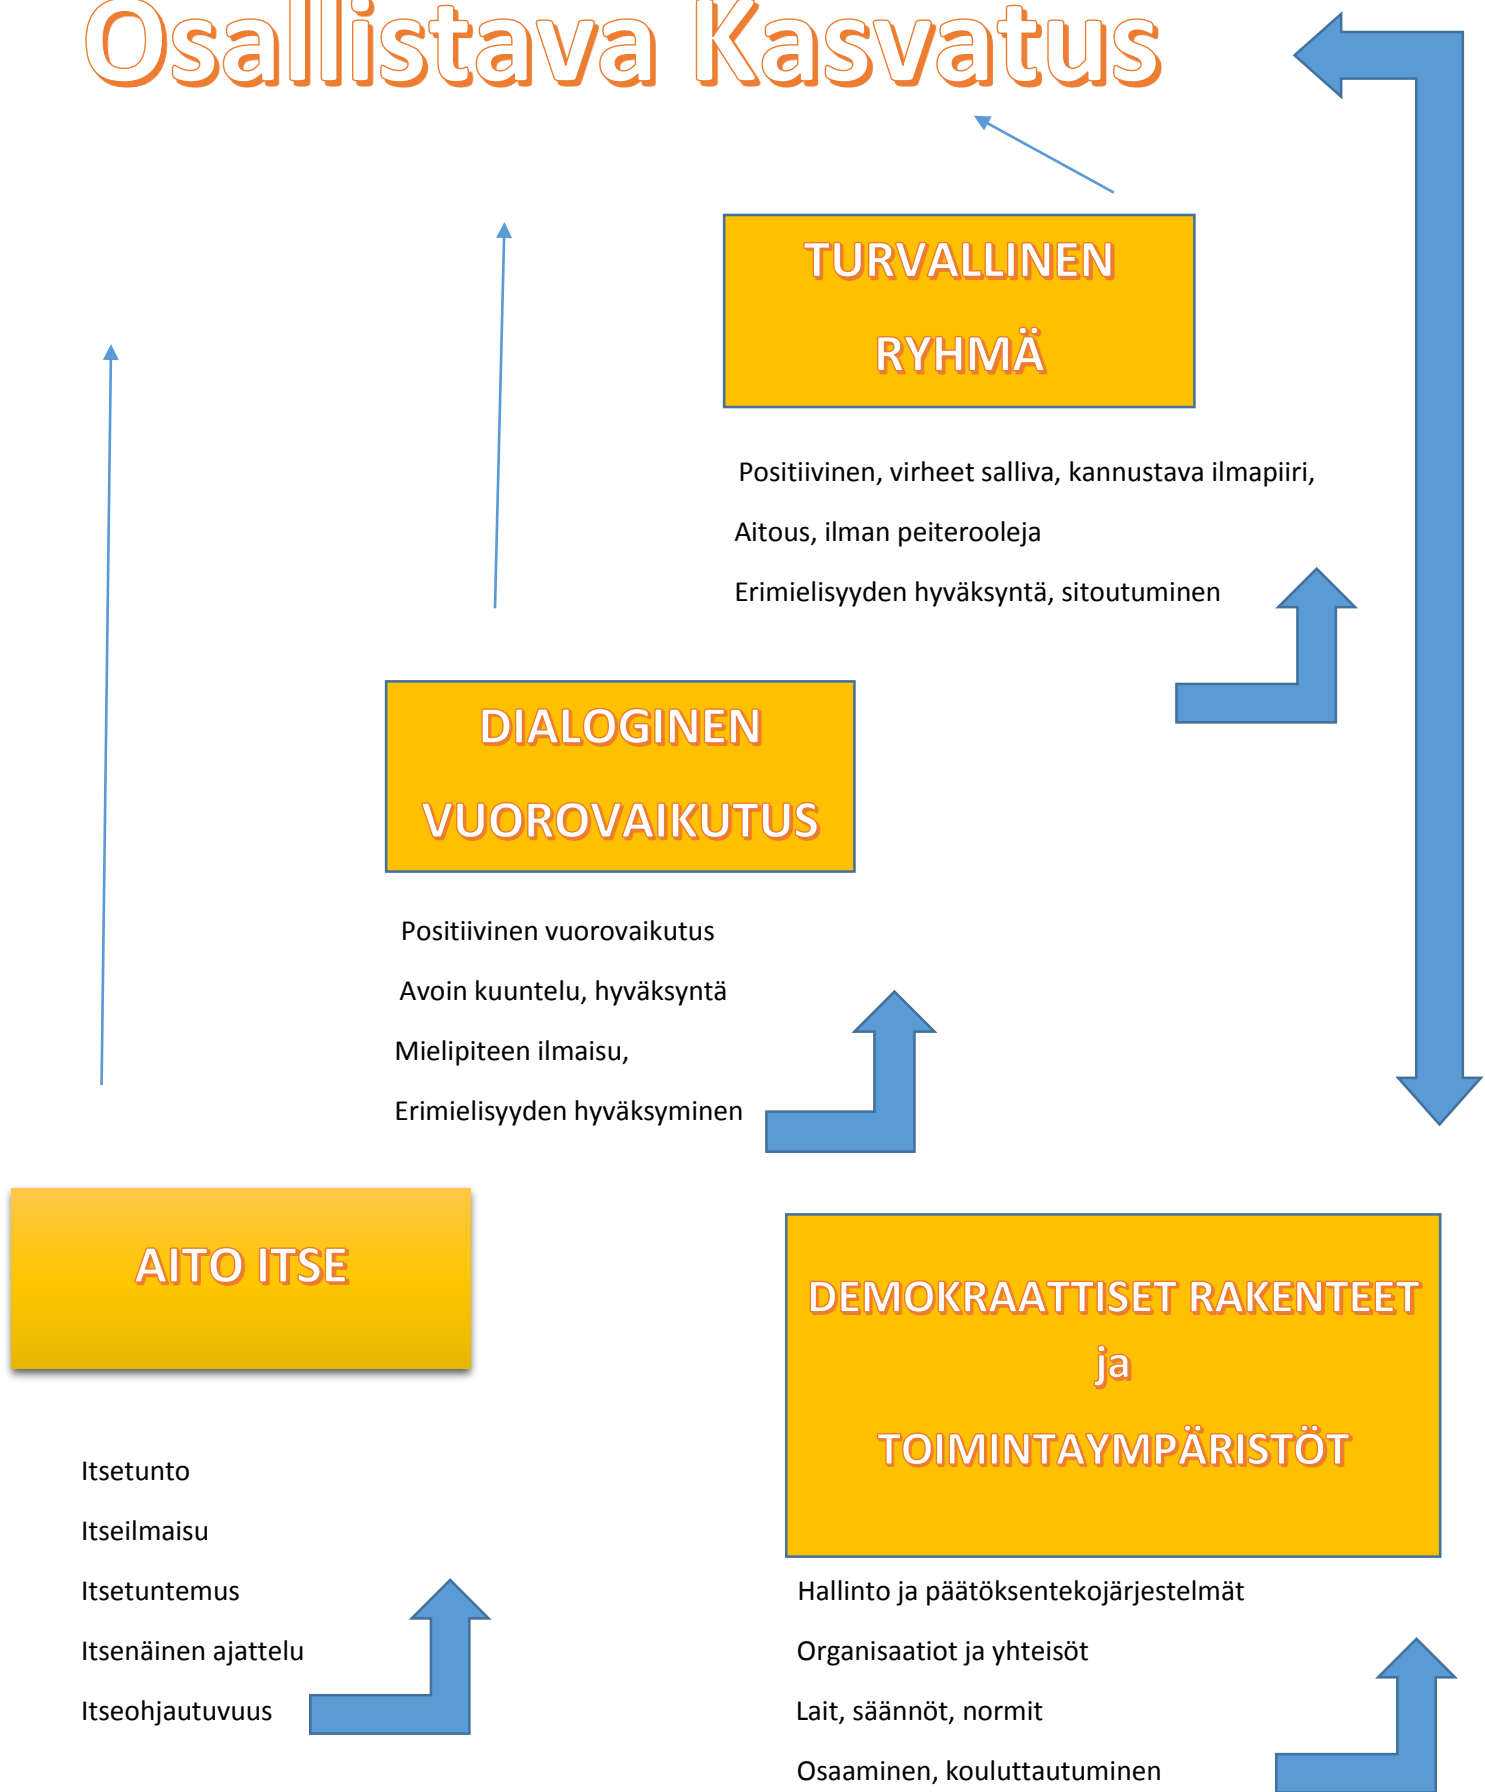 Osallistava Kasvatus
TURVALLINEN
RYHMÄ
Positiivinen, virheet salliva, kannustava ilmapiiri,
Aitous, ilman peiterooleja
Erimielisyyden hyväksyntä, sitoutuminen
DIALOGINEN
VUOROVAIKUTUS
Positiivinen vuorovaikutus
Avoin kuuntelu, hyväksyntä
Mielipiteen ilmaisu,
Erimielisyyden hyväksyminen
AITO ITSE
Itsetunto
Itseilmaisu
Itsetuntemus
Itsenäinen ajattelu
Itseohjautuvuus
DEMOKRAATTISET RAKENTEET
ja
TOIMINTAYMPÄRISTÖT
Hallinto ja päätöksentekojärjestelmät
Organisaatiot ja yhteisöt
Lait, säännöt, normit
Osaaminen, kouluttautuminen